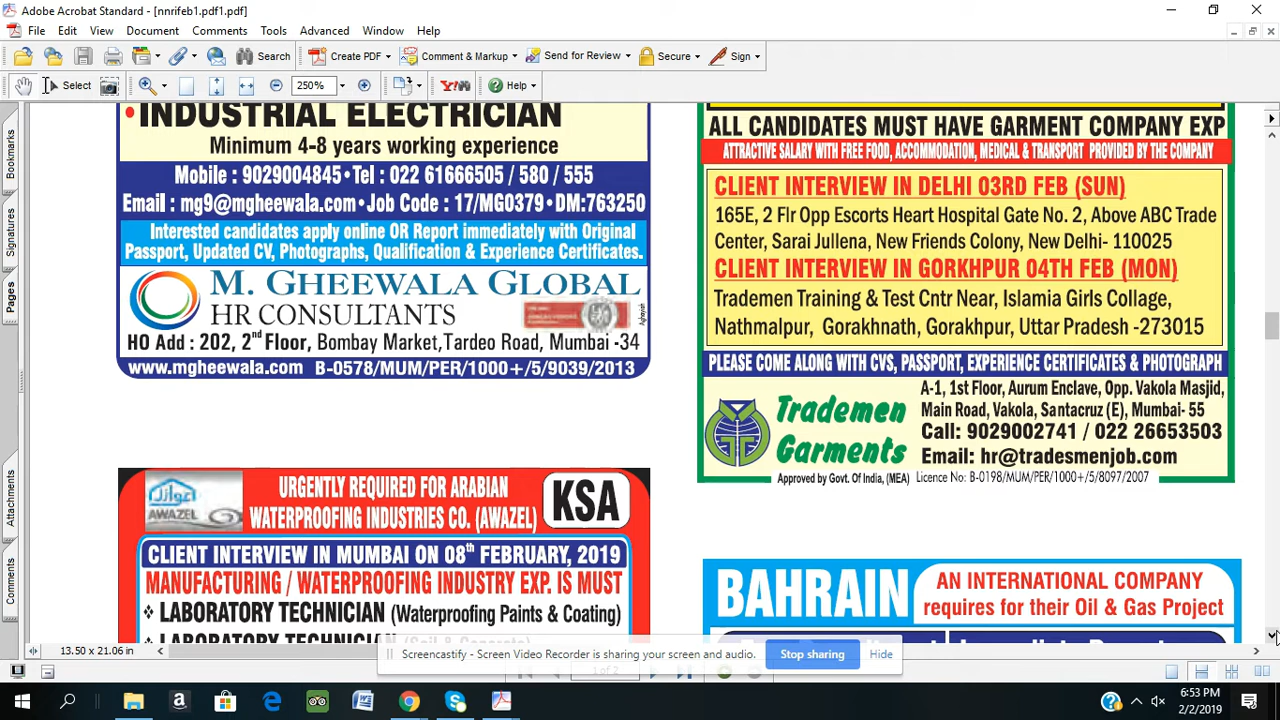 Adobe Acrobat Standard - [nnrifeb1.pdf1.pdf]
File Edit View Document Comments Tools Advanced Window Help
Search Create PDF Comment & Markup Send for Review Secure Sign
Select 250% Y! Help
Bookmarks
Signatures
Pages
Attachments
Comments
• INDUSTRIAL ELECTRICIAN
Minimum 4-8 years working experience
Mobile : 9029004845 • Tel : 022 61666505 / 580 / 555
Email : mg9@mgheewala.com • Job Code : 17/MG0379 • DM:763250
Interested candidates apply online OR Report immediately with Original
Passport, Updated CV, Photographs, Qualification & Experience Certificates.
M. GHEEWALA GLOBAL
HR CONSULTANTS
HO Add : 202, 2nd Floor, Bombay Market,Tardeo Road, Mumbai -34
www.mgheewala.com B-0578/MUM/PER/1000+/5/9039/2013
AWAZEL
URGENTLY REQUIRED FOR ARABIAN
WATERPROOFING INDUSTRIES CO. (AWAZEL)
KSA
CLIENT INTERVIEW IN MUMBAI ON 08th FEBRUARY, 2019
MANUFACTURING / WATERPROOFING INDUSTRY EXP. IS MUST
❖ LABORATORY TECHNICIAN (Waterproofing Paints & Coating)
❖ LABORATORY TECHNICIAN (Soil & Concrete)
ALL CANDIDATES MUST HAVE GARMENT COMPANY EXP
ATTRACTIVE SALARY WITH FREE FOOD, ACCOMMODATION, MEDICAL & TRANSPORT PROVIDED BY THE COMPANY
CLIENT INTERVIEW IN DELHI 03RD FEB (SUN)
165E, 2 Flr Opp Escorts Heart Hospital Gate No. 2, Above ABC Trade
Center, Sarai Jullena, New Friends Colony, New Delhi- 110025
CLIENT INTERVIEW IN GORKHPUR 04TH FEB (MON)
Trademen Training & Test Cntr Near, Islamia Girls Collage,
Nathmalpur, Gorakhnath, Gorakhpur, Uttar Pradesh -273015
PLEASE COME ALONG WITH CVS, PASSPORT, EXPERIENCE CERTIFICATES & PHOTOGRAPH
Trademen
Garments
A-1, 1st Floor, Aurum Enclave, Opp. Vakola Masjid,
Main Road, Vakola, Santacruz (E), Mumbai- 55
Call: 9029002741 / 022 26653503
Email: hr@tradesmenjob.com
Approved by Govt. Of India, (MEA) Licence No: B-0198/MUM/PER/1000+/5/8097/2007
BAHRAIN
AN INTERNATIONAL COMPANY
requires for their Oil & Gas Project
Screencastify - Screen Video Recorder is sharing your screen and audio. Stop sharing Hide
13.50 x 21.06 in
1 of 2
6:53 PM
2/2/2019